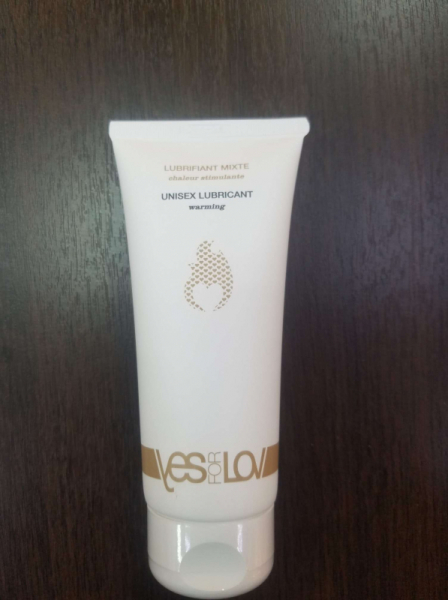 LUBRIFIANT MIXTE
chaleur stimulante
UNISEX LUBRICANT
warming
YES FOR LOV